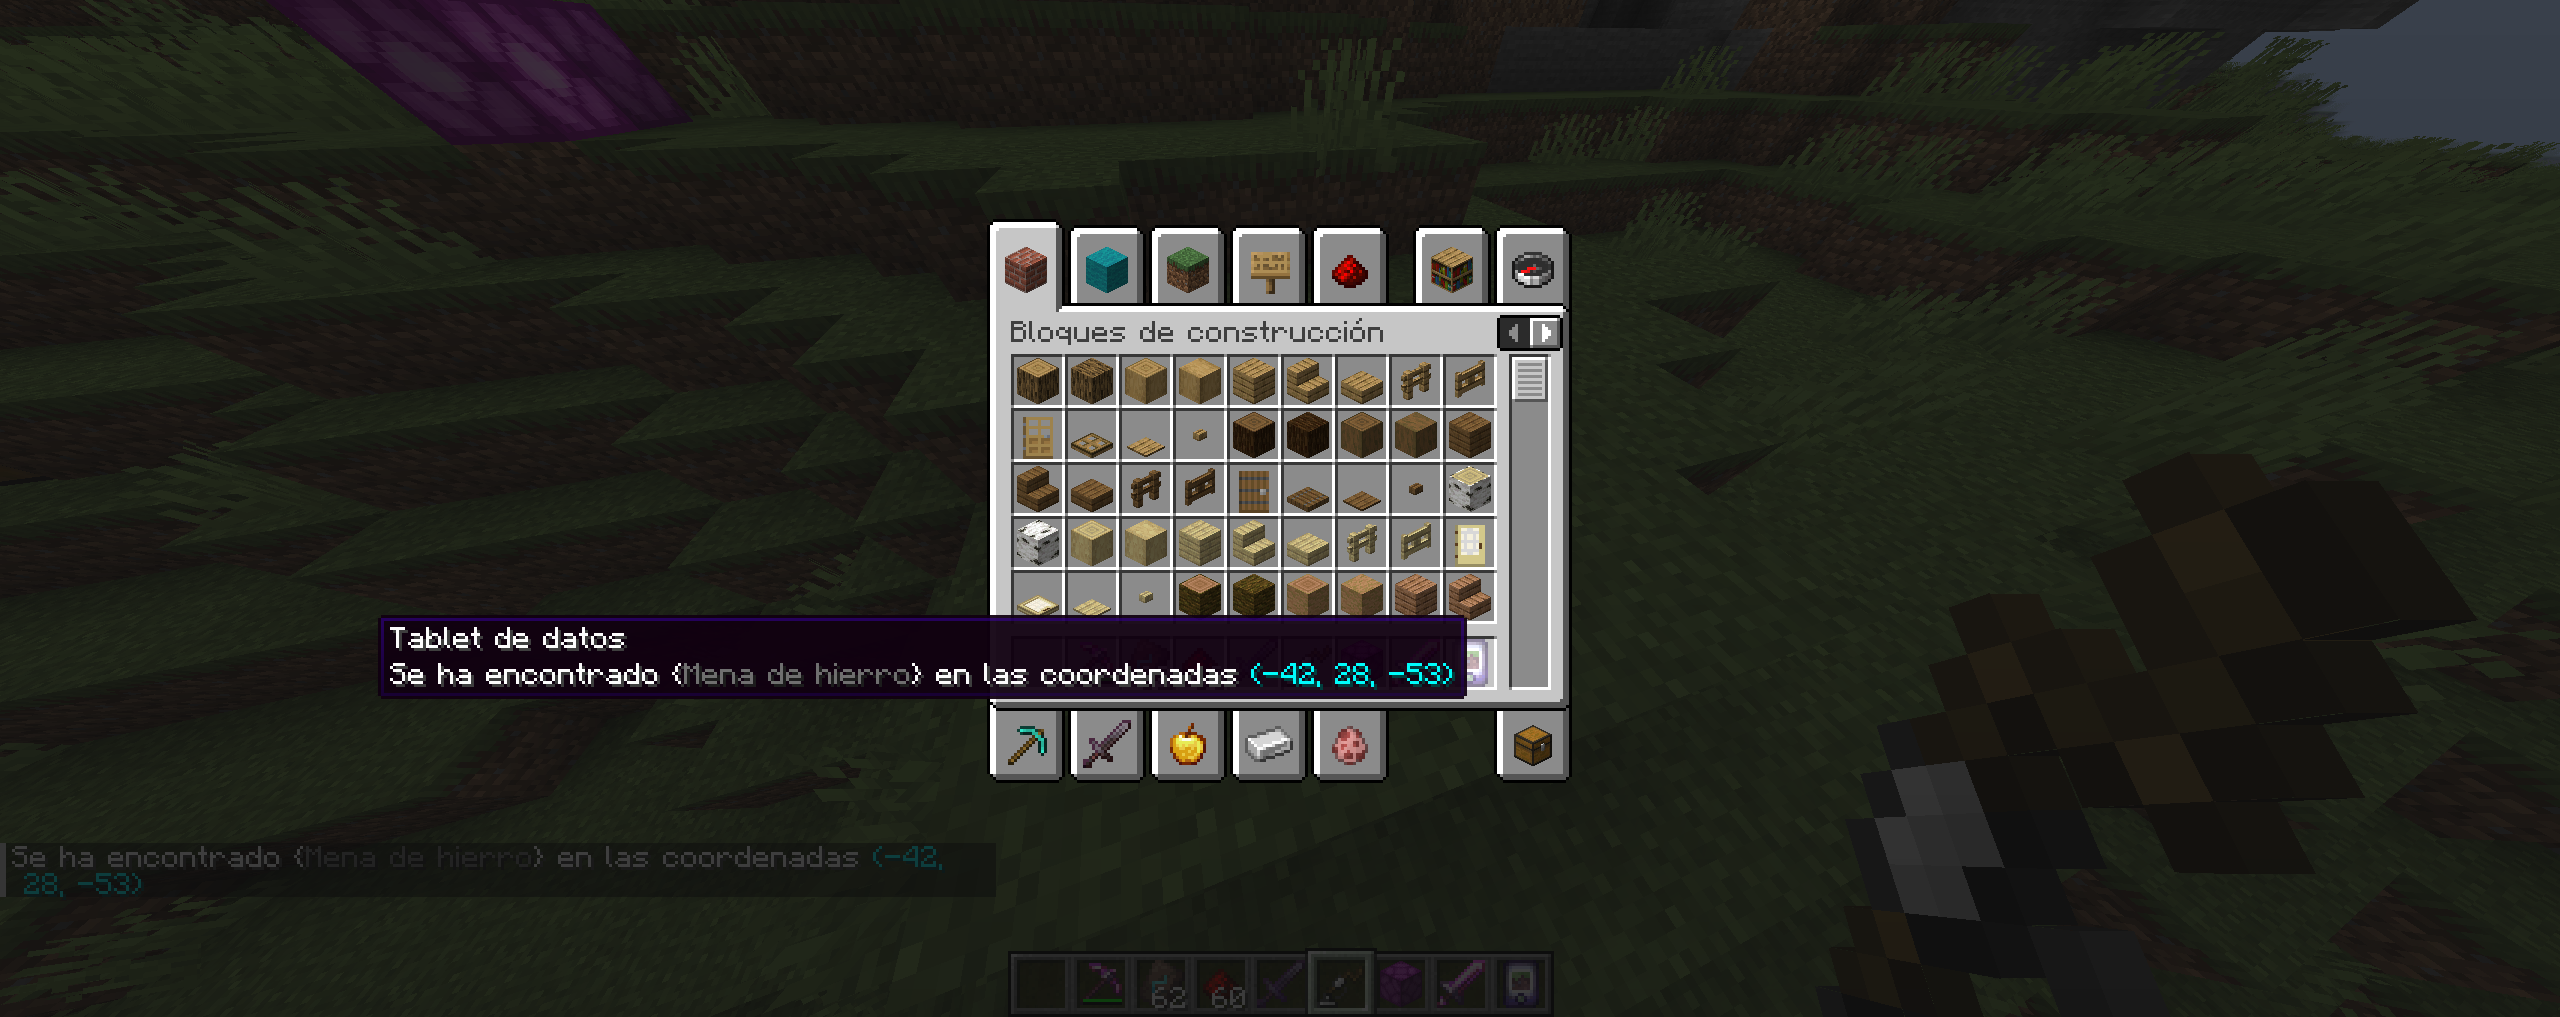 Bloques de construcción
Tablet de datos
Se ha encontrado {Mena de hierro} en las coordenadas (-42, 28, -53)
Se ha encontrado {Mena de hierro} en las coordenadas (-42,
28, -53)
62 60